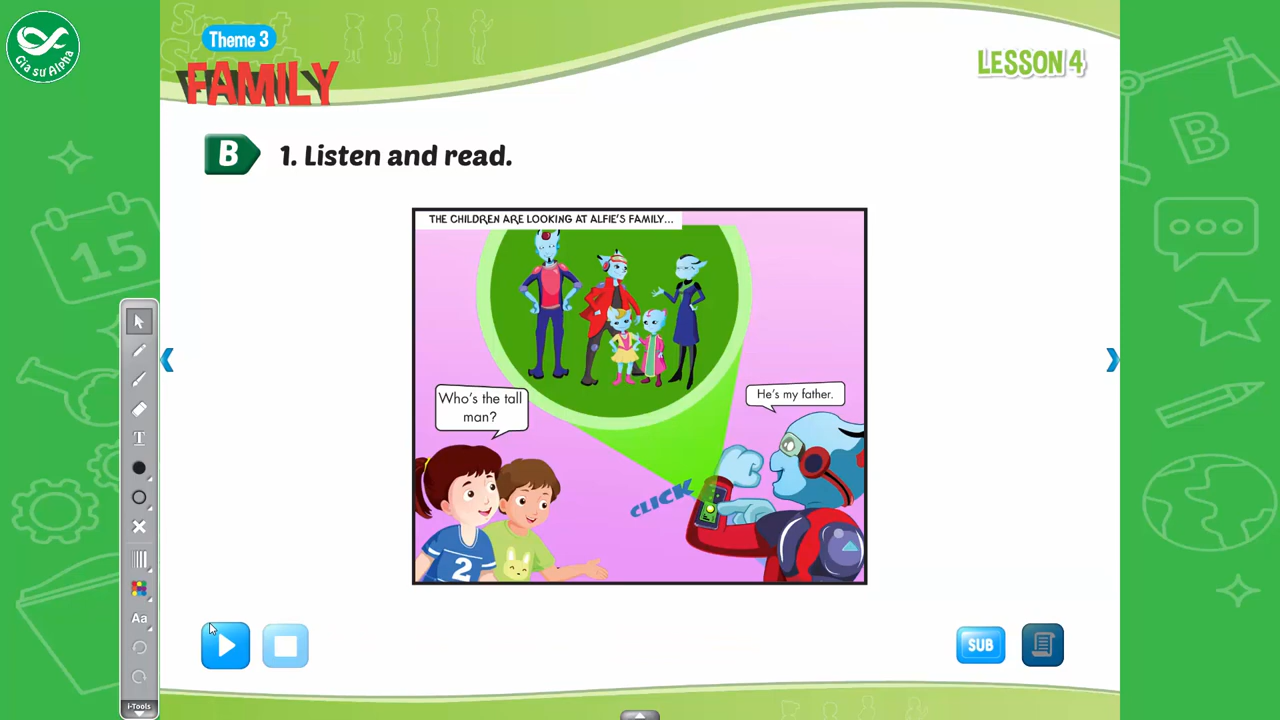 Gia sư Alpha
Theme 3
FAMILY
LESSON 4
B
1. Listen and read.
THE CHILDREN ARE LOOKING AT ALFIE'S FAMILY...
Who's the tall
man?
He's my father.
CLICK
2
SUB
T
Aa
i-Tools
15
B